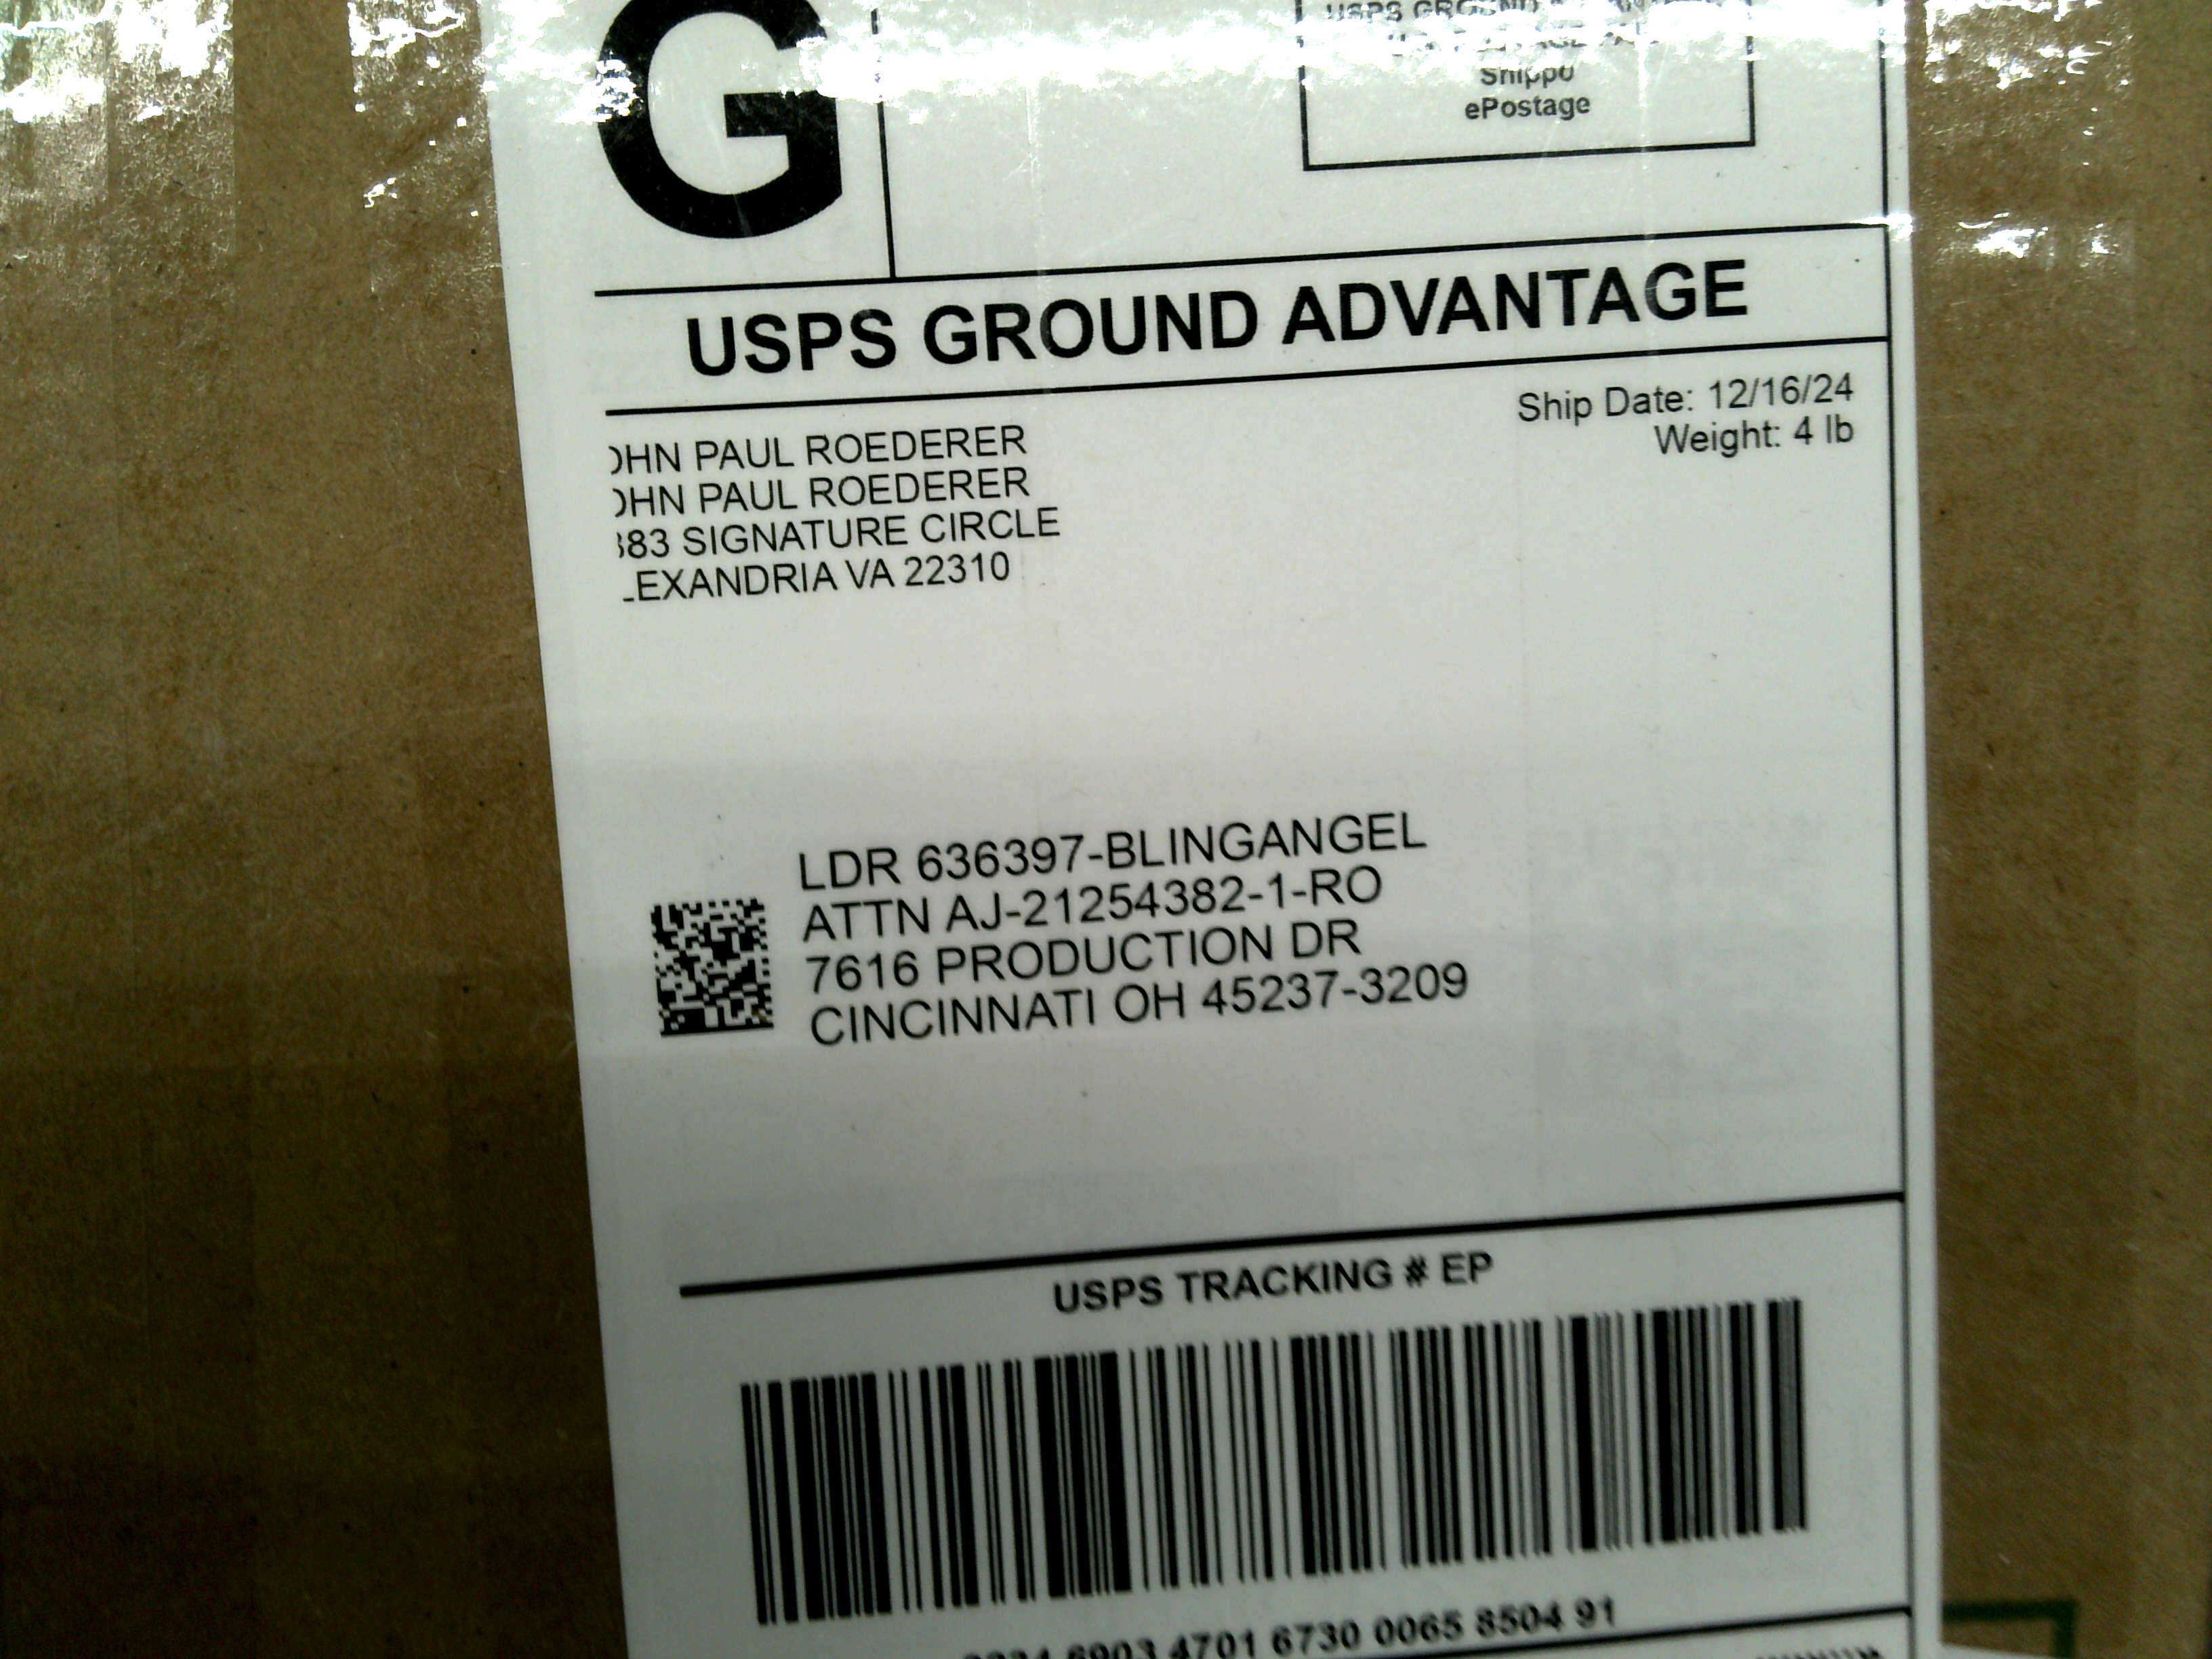 G
Shippo
ePostage
USPS GROUND ADVANTAGE
Ship Date: 12/16/24
Weight: 4 lb
OHN PAUL ROEDERER
OHN PAUL ROEDERER
83 SIGNATURE CIRCLE
LEXANDRIA VA 22310
LDR 636397-BLINGANGEL
ATTN AJ-21254382-1-RO
7616 PRODUCTION DR
CINCINNATI OH 45237-3209
USPS TRACKING # EP
6903 4701 6730 0065 8504 91